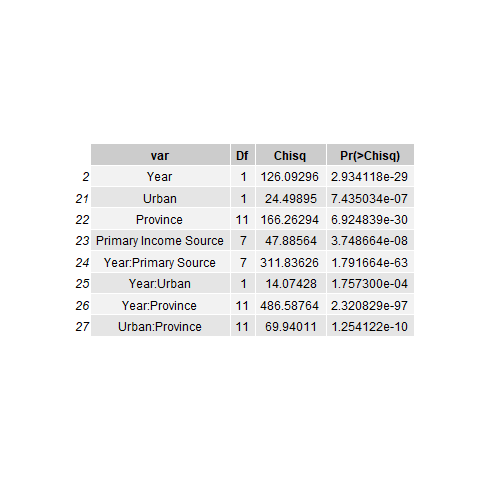 var Df Chisq Pr(>Chisq)
2 Year 1 126.09296 2.934118e-29
21 Urban 1 24.49895 7.435034e-07
22 Province 11 166.26294 6.924839e-30
23 Primary Income Source 7 47.88564 3.748664e-08
24 Year:Primary Source 7 311.83626 1.791664e-63
25 Year:Urban 1 14.07428 1.757300e-04
26 Year:Province 11 486.58764 2.320829e-97
27 Urban:Province 11 69.94011 1.254122e-10